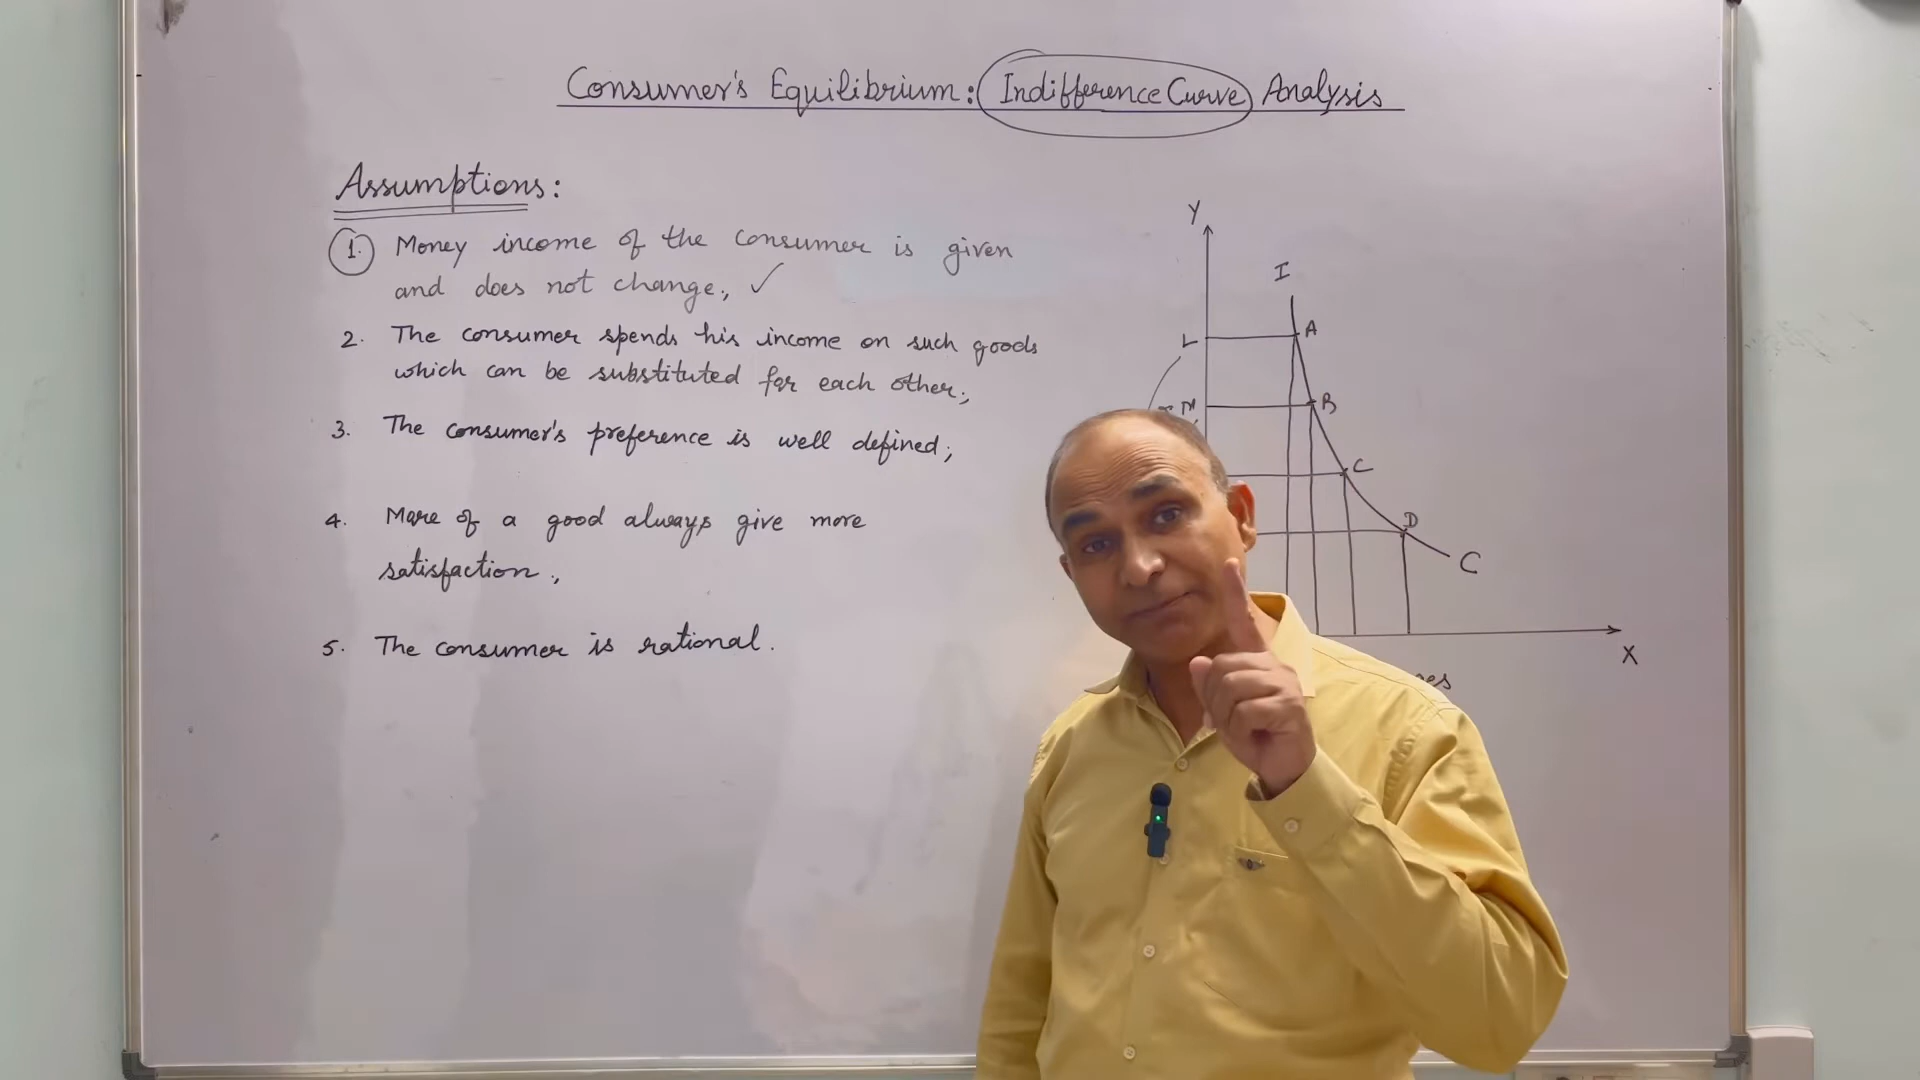 Consumer's Equilibrium: Indifference Curve Analysis
Assumptions:
1. Money income of the consumer is given
and does not change;
2. The consumer spends his income on such goods
which can be substituted for each other;
3. The consumer's preference is well defined;
4. More of a good always give more
satisfaction;
5. The consumer is rational.
Y
I
L
A
M
B
C
D
C
X